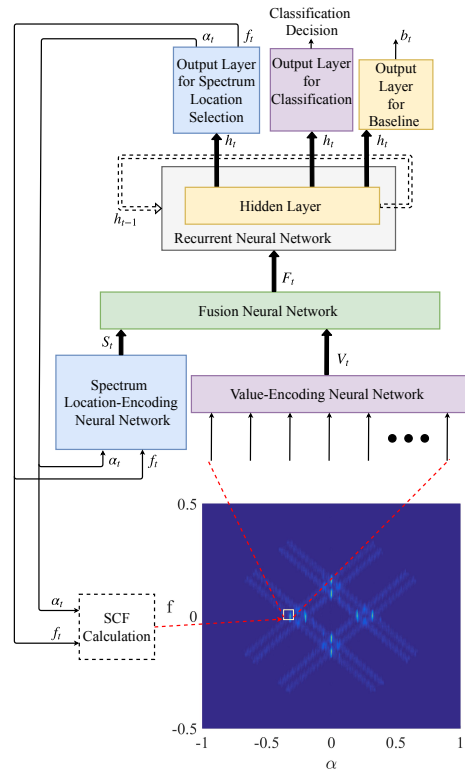 Classification
Decision
α_t
f_t
b_t
Output Layer
for Spectrum
Location
Selection
Output
Layer
for
Classification
Output
Layer
for
Baseline
h_t
h_t
h_t
h_{t−1}
Hidden Layer
Recurrent Neural Network
F_t
Fusion Neural Network
S_t
V_t
Spectrum
Location-Encoding
Neural Network
Value-Encoding Neural Network
α_t
f_t
α_t
f_t
SCF
Calculation
f
0.5
0
-0.5
-1
-0.5
0
0.5
1
α